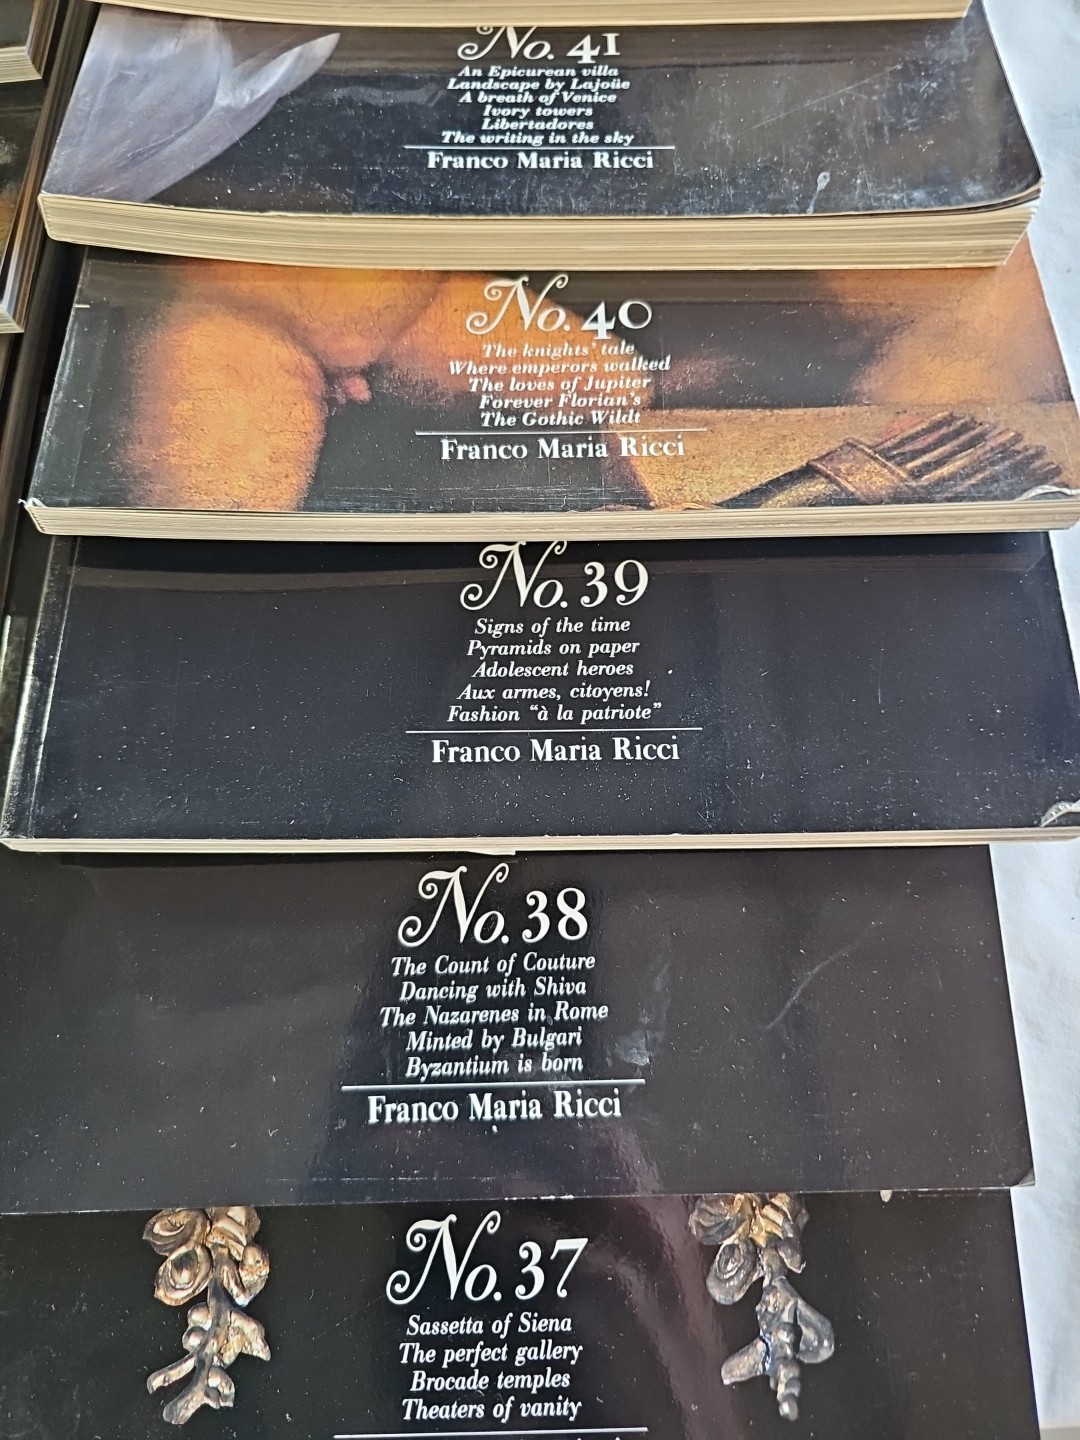 No. 41
An Epicurean villa
Landscape by Lajoüe
A breath of Venice
Ivory towers
Libertadores
The writing in the sky
Franco Maria Ricci
No. 40
The knights' tale
Where emperors walked
The loves of Jupiter
Forever Florian's
The Gothic Wildt
Franco Maria Ricci
No. 39
Signs of the time
Pyramids on paper
Adolescent heroes
Aux armes, citoyens!
Fashion “à la patriote”
Franco Maria Ricci
No. 38
The Count of Couture
Dancing with Shiva
The Nazarenes in Rome
Minted by Bulgari
Byzantium is born
Franco Maria Ricci
No. 37
Sassetta of Siena
The perfect gallery
Brocade temples
Theaters of vanity